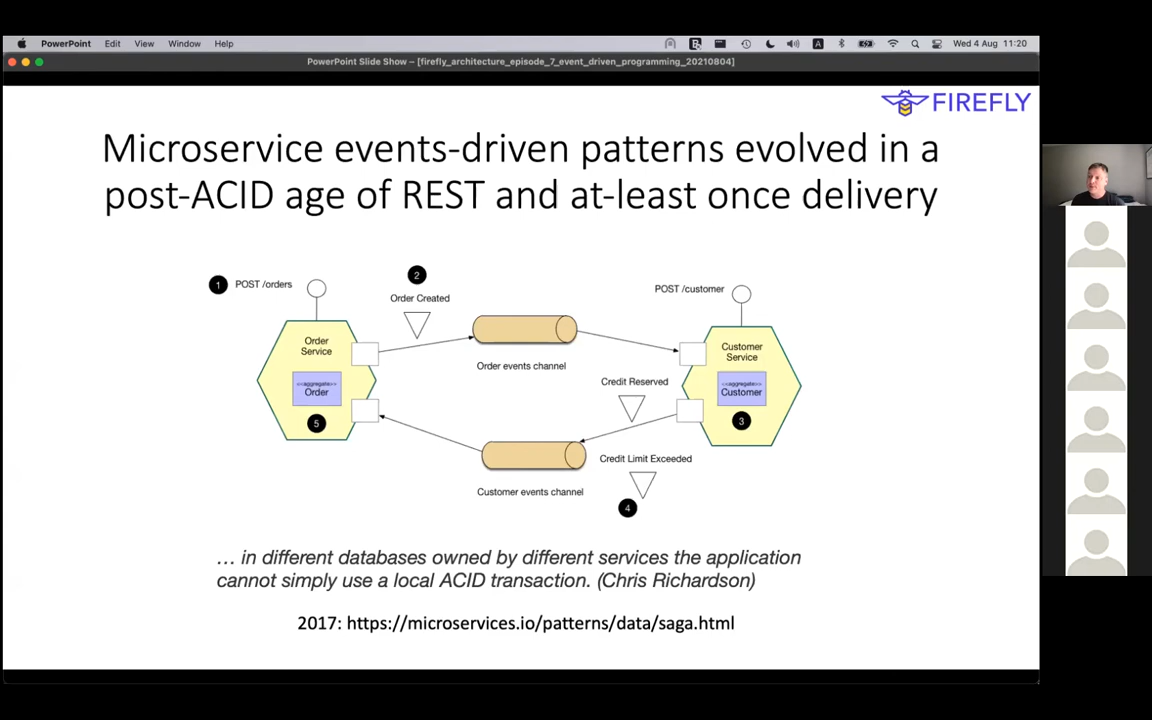 PowerPoint Edit View Window Help
A
Wed 4 Aug 11:20
PowerPoint Slide Show – [firefly_architecture_episode_7_event_driven_programming_20210804]
FIREFLY
Microservice events-driven patterns evolved in a
post-ACID age of REST and at-least once delivery
1 POST /orders
2
Order Created
POST /customer
Order
Service
Order events channel
Customer
Service
<<aggregate>>
Order
5
Credit Reserved
<<aggregate>>
Customer
3
Customer events channel
Credit Limit Exceeded
4
... in different databases owned by different services the application
cannot simply use a local ACID transaction. (Chris Richardson)
2017: https://microservices.io/patterns/data/saga.html